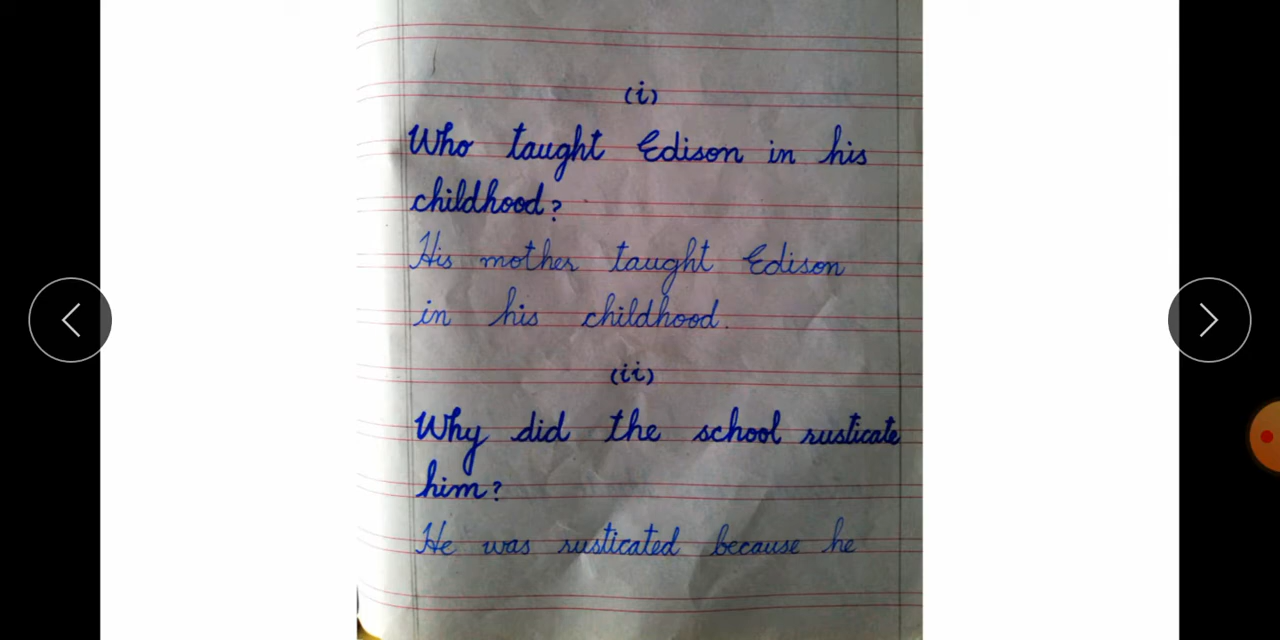 (i)
Who taught Edison in his
childhood?
His mother taught Edison
in his childhood.
(ii)
Why did the school rusticate
him?
He was rusticated because he